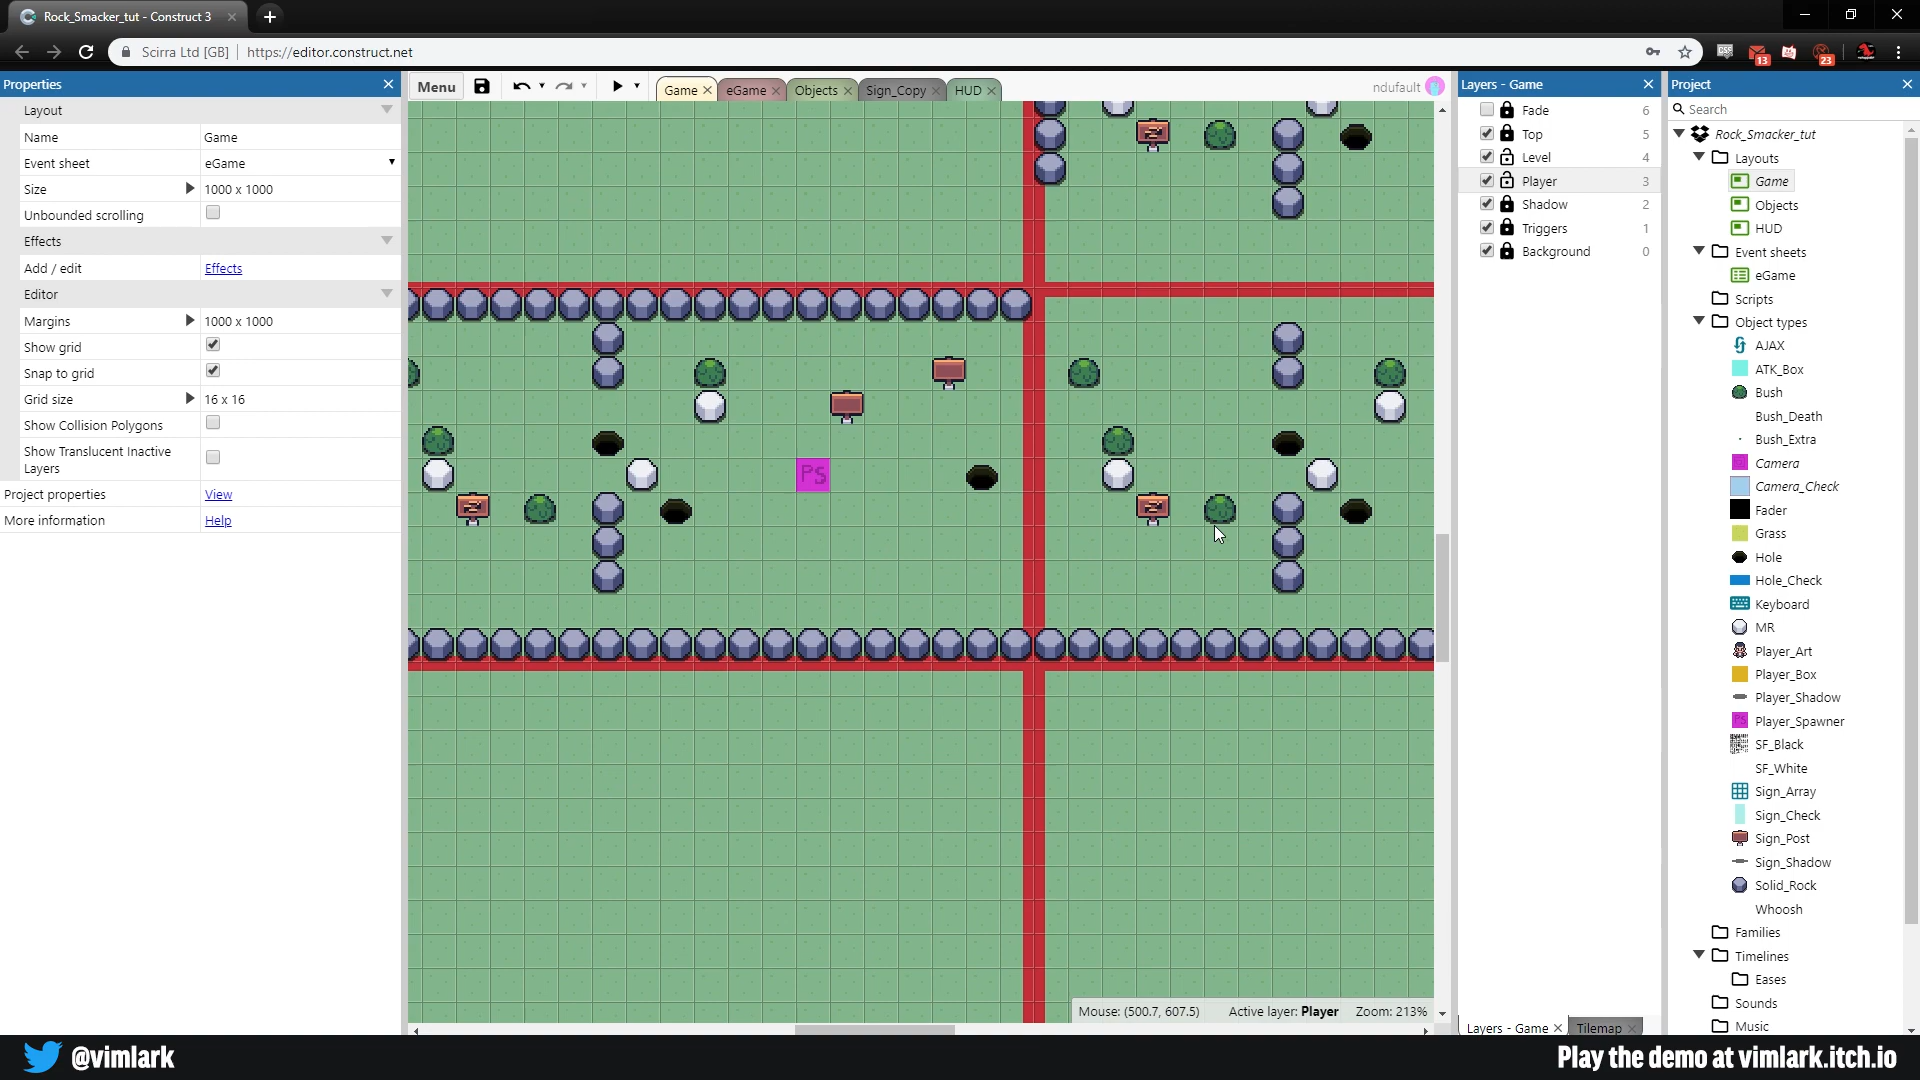 Rock_Smacker_tut - Construct 3
Scirra Ltd [GB] | https://editor.construct.net
13
23
Properties
Layout
Name Game
Event sheet eGame
Size 1000 x 1000
Unbounded scrolling
Effects
Add / edit Effects
Editor
Margins 1000 x 1000
Show grid
Snap to grid
Grid size 16 x 16
Show Collision Polygons
Show Translucent Inactive
Layers
Project properties View
More information Help
Menu
Game eGame Objects Sign_Copy HUD
ndufault
PS
Mouse: (500.7, 607.5) Active layer: Player Zoom: 213%
Layers - Game
Fade 6
Top 5
Level 4
Player 3
Shadow 2
Triggers 1
Background 0
Layers - Game Tilemap
Project
Search
Rock_Smacker_tut
Layouts
Game
Objects
HUD
Event sheets
eGame
Scripts
Object types
AJAX
ATK_Box
Bush
Bush_Death
Bush_Extra
Camera
Camera_Check
Fader
Grass
Hole
Hole_Check
Keyboard
MR
Player_Art
Player_Box
Player_Shadow
Player_Spawner
SF_Black
SF_White
Sign_Array
Sign_Check
Sign_Post
Sign_Shadow
Solid_Rock
Whoosh
Families
Timelines
Eases
Sounds
Music
@vimlark
Play the demo at vimlark.itch.io